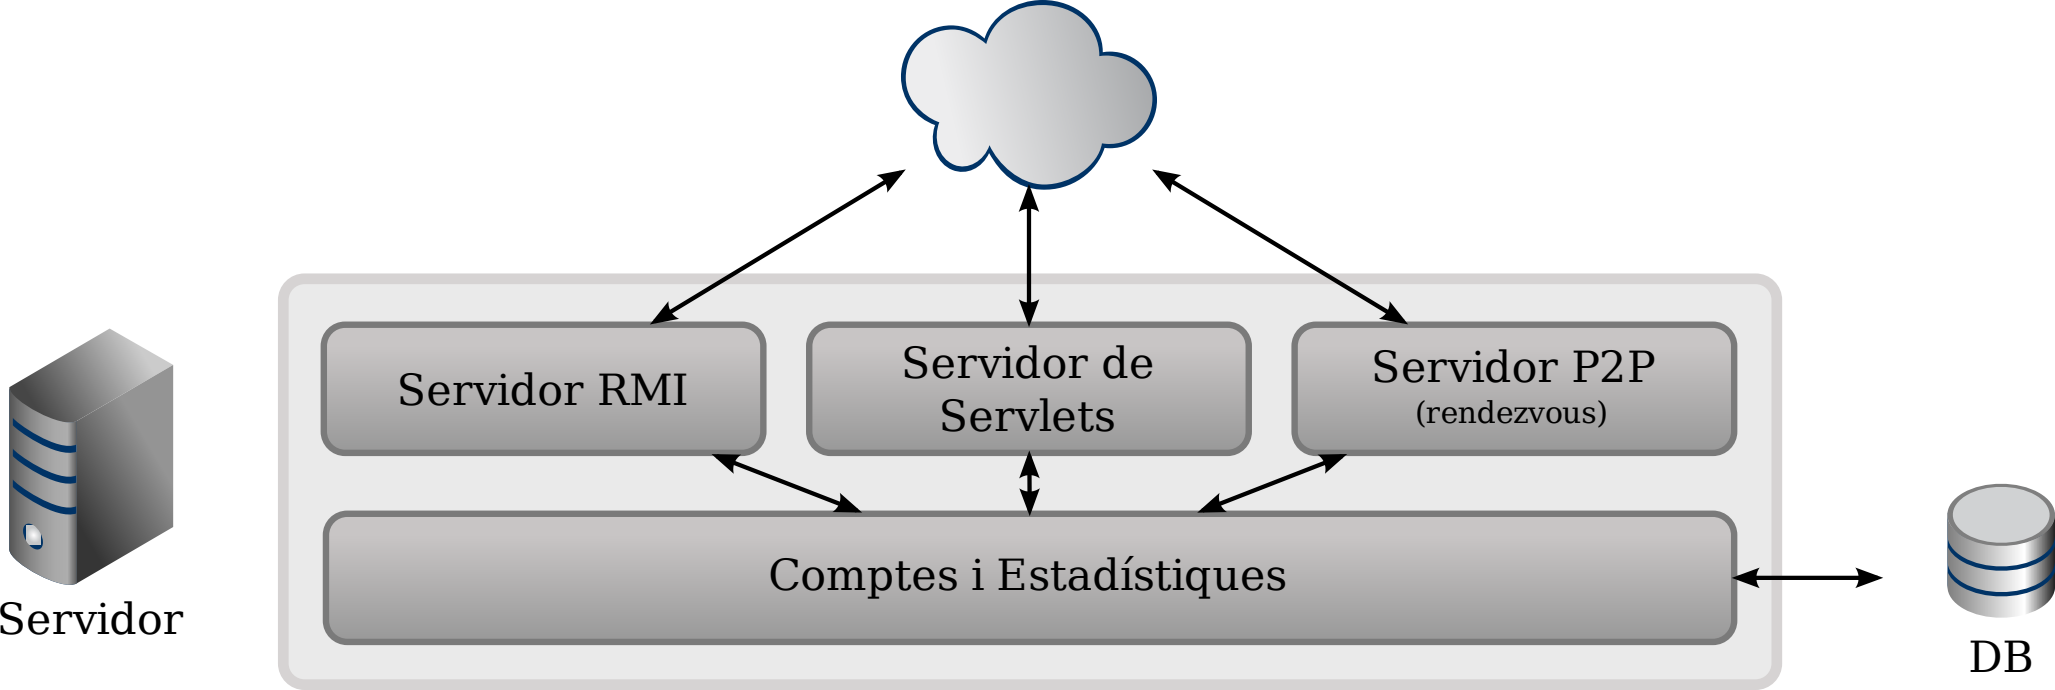 Servidor RMI
Servidor de
Servlets
Servidor P2P
(rendezvous)
Comptes i Estadístiques
Servidor
DB